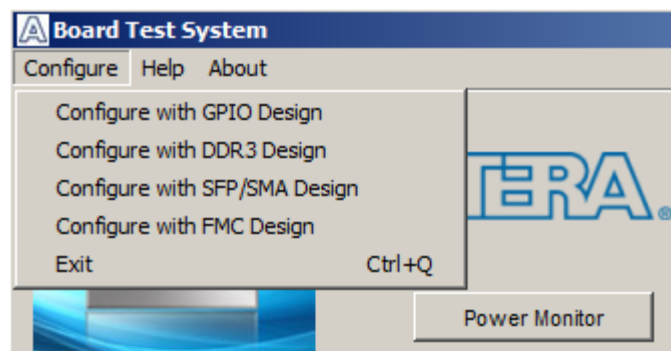 Board Test System
Configure Help About
Configure with GPIO Design
Configure with DDR3 Design
Configure with SFP/SMA Design
Configure with FMC Design
Exit Ctrl+Q
Power Monitor